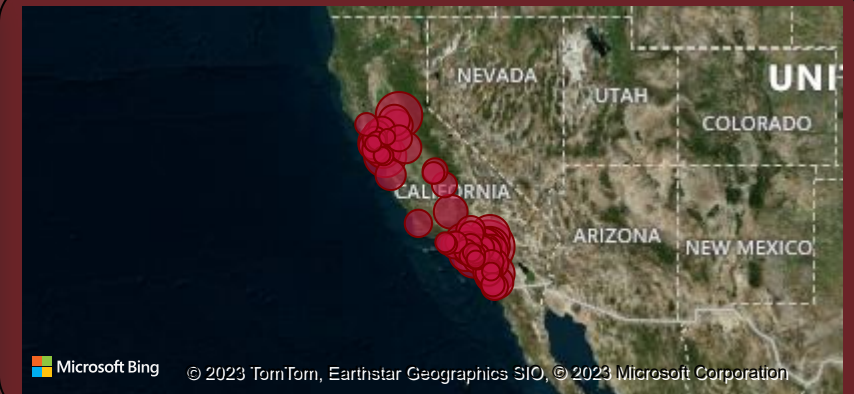 NEVADA
UTAH
UNI
COLORADO
CALIFORNIA
ARIZONA
NEW MEXICO
Microsoft Bing
© 2023 TomTom, Earthstar Geographics SIO, © 2023 Microsoft Corporation